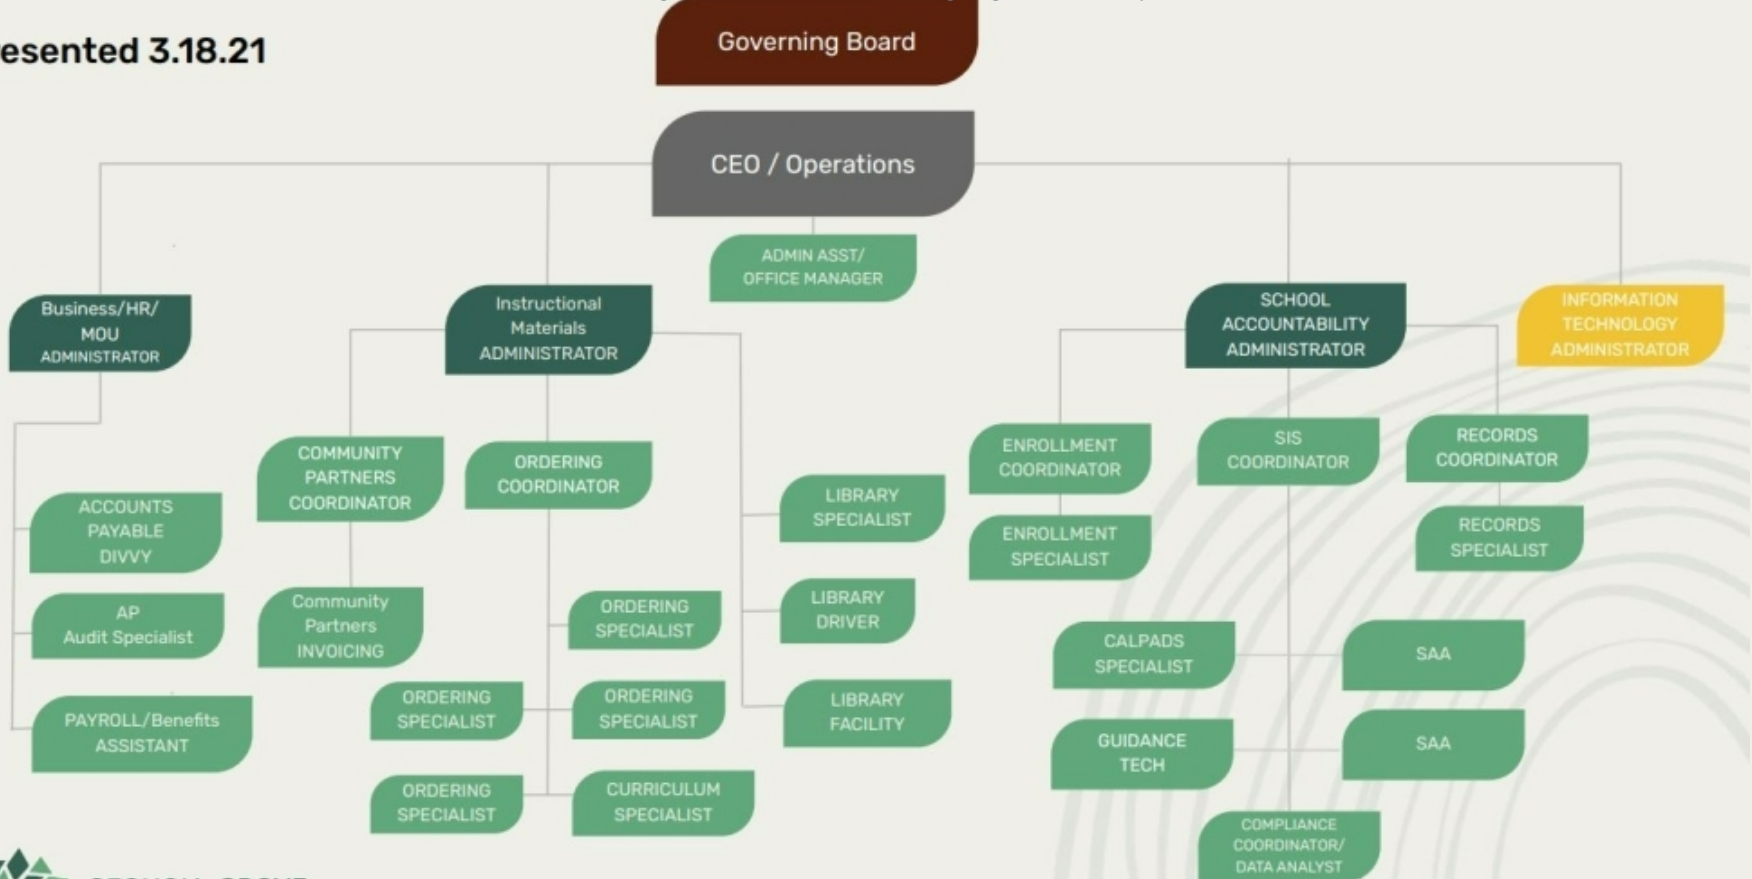 esented 3.18.21
Governing Board
CEO / Operations
ADMIN ASST/
OFFICE MANAGER
Business/HR/
MOU
ADMINISTRATOR
Instructional
Materials
ADMINISTRATOR
SCHOOL
ACCOUNTABILITY
ADMINISTRATOR
INFORMATION
TECHNOLOGY
ADMINISTRATOR
ACCOUNTS
PAYABLE
DIVVY
AP
Audit Specialist
PAYROLL/Benefits
ASSISTANT
COMMUNITY
PARTNERS
COORDINATOR
Community
Partners
INVOICING
ORDERING
COORDINATOR
ORDERING
SPECIALIST
ORDERING
SPECIALIST
ORDERING
SPECIALIST
ORDERING
SPECIALIST
CURRICULUM
SPECIALIST
LIBRARY
SPECIALIST
LIBRARY
DRIVER
LIBRARY
FACILITY
ENROLLMENT
COORDINATOR
ENROLLMENT
SPECIALIST
SIS
COORDINATOR
RECORDS
COORDINATOR
RECORDS
SPECIALIST
CALPADS
SPECIALIST
SAA
GUIDANCE
TECH
SAA
COMPLIANCE
COORDINATOR/
DATA ANALYST